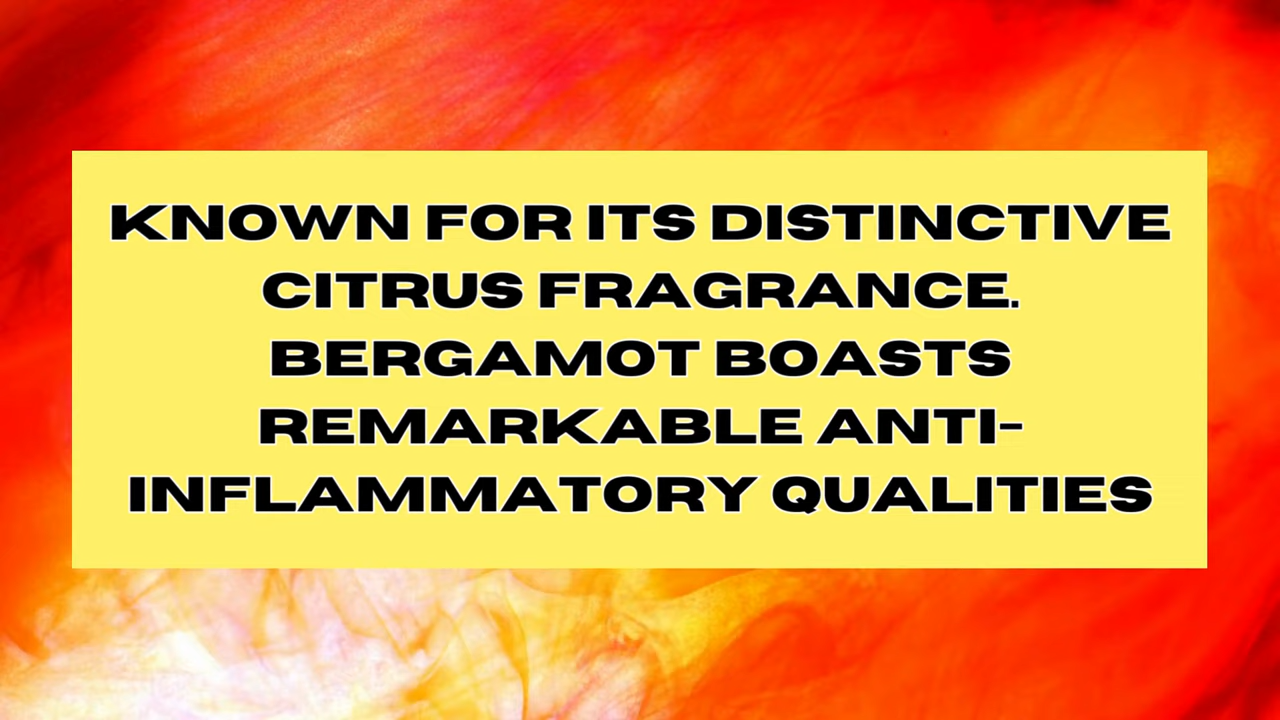 KNOWN FOR ITS DISTINCTIVE
CITRUS FRAGRANCE.
BERGAMOT BOASTS
REMARKABLE ANTI-
INFLAMMATORY QUALITIES